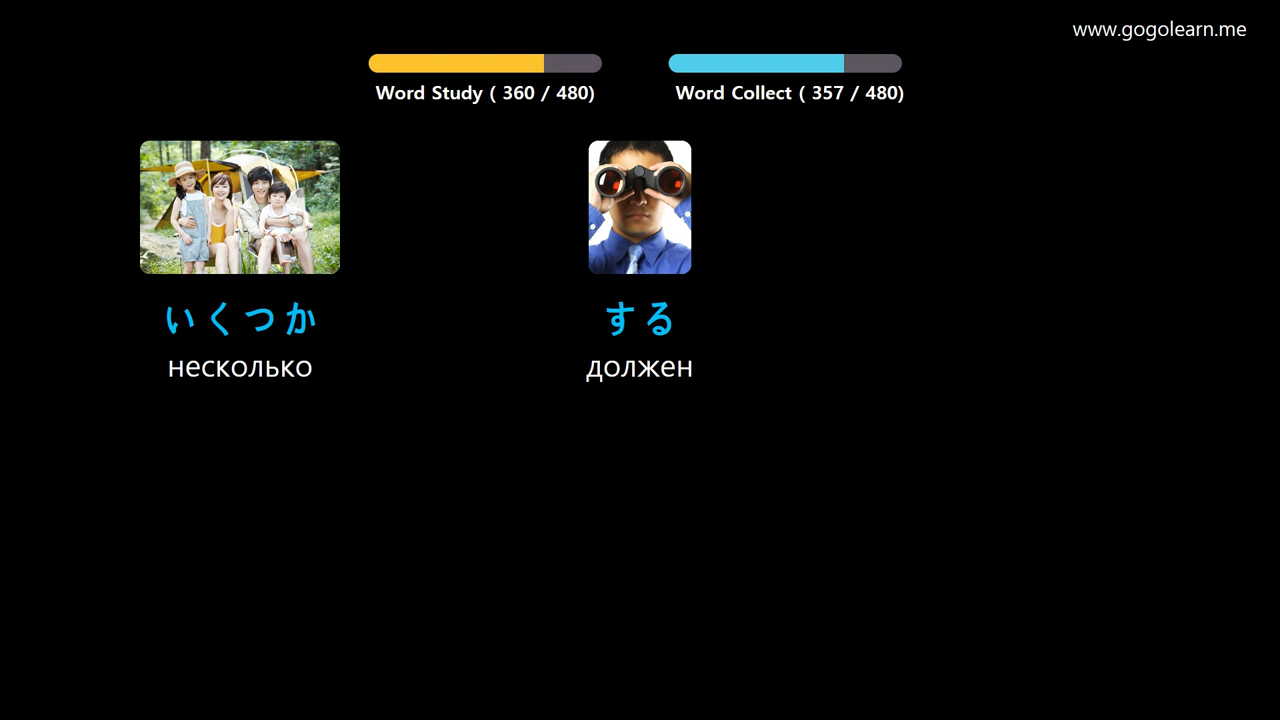 www.gogolearn.me
Word Study ( 360 / 480)
Word Collect ( 357 / 480)
いくつか
する
несколько
должен